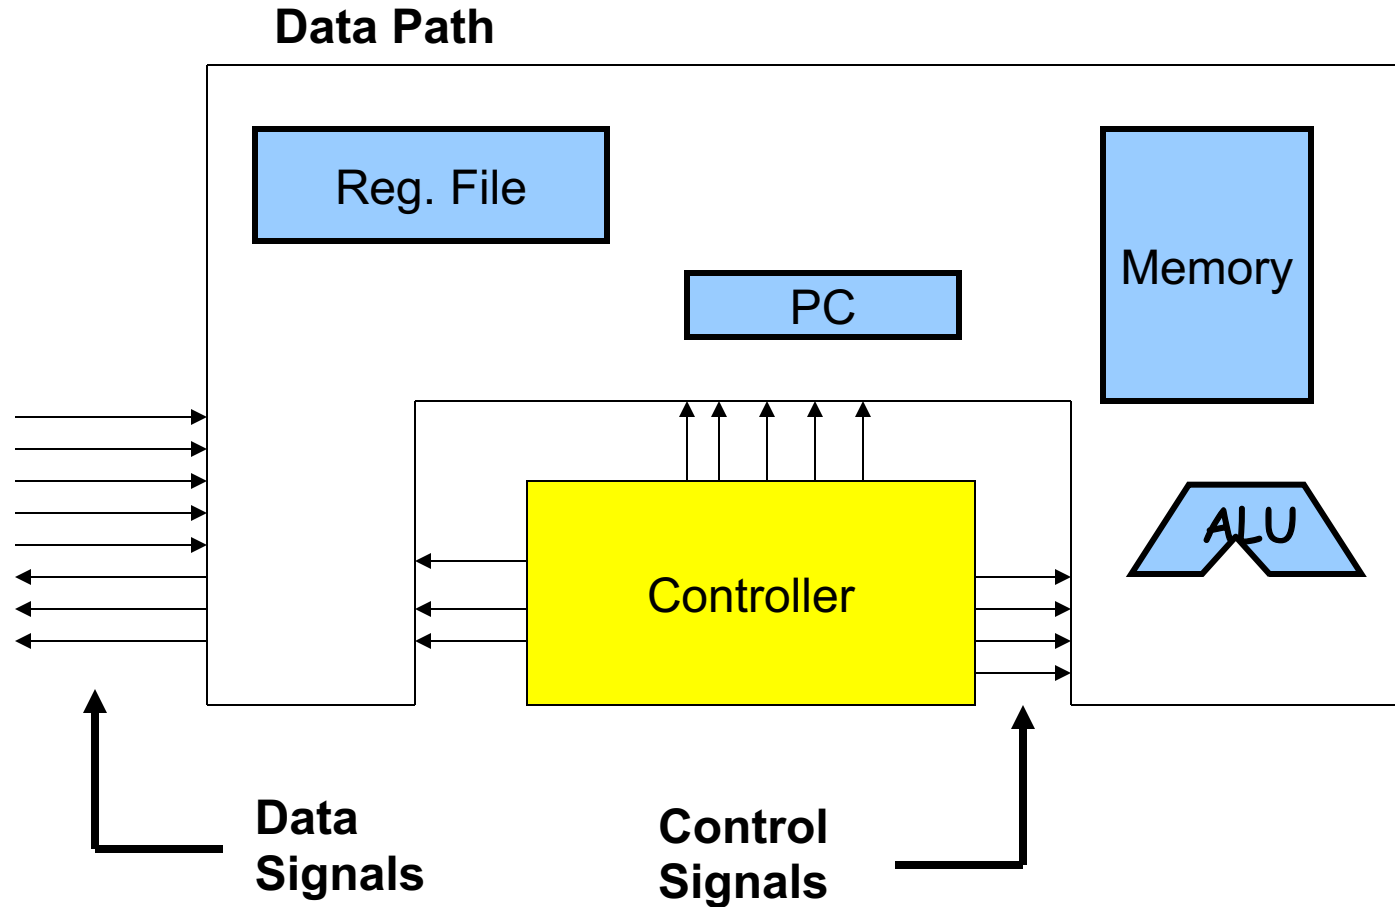 Data Path
Reg. File
Memory
PC
ALU
Controller
Data
Signals
Control
Signals